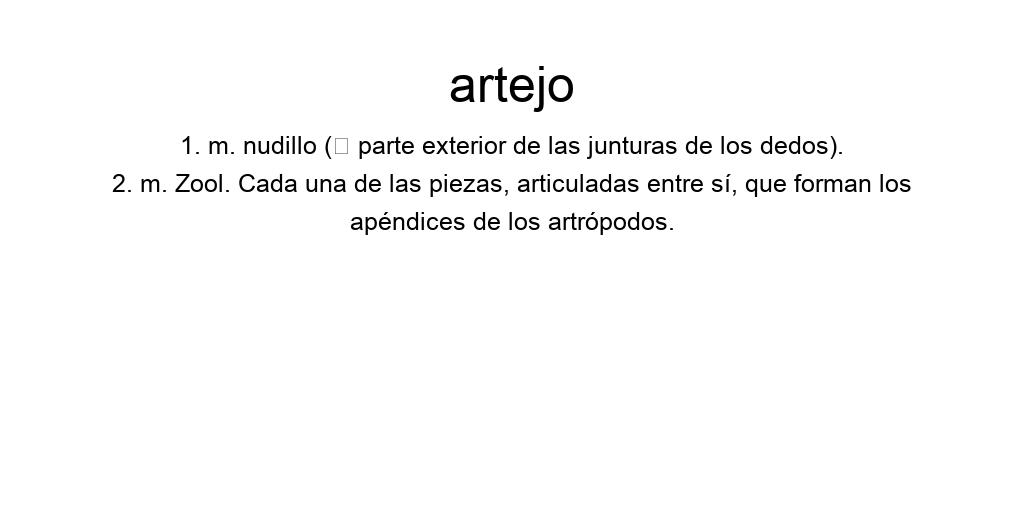 artejo
1. m. nudillo (▯ parte exterior de las junturas de los dedos).
2. m. Zool. Cada una de las piezas, articuladas entre sí, que forman los
apéndices de los artrópodos.